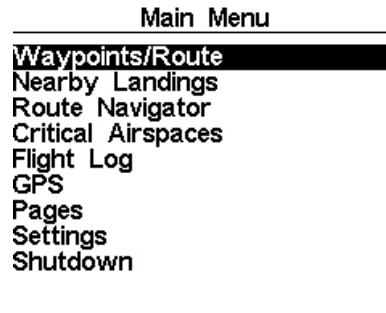 Main Menu
Waypoints/Route
Nearby Landings
Route Navigator
Critical Airspaces
Flight Log
GPS
Pages
Settings
Shutdown